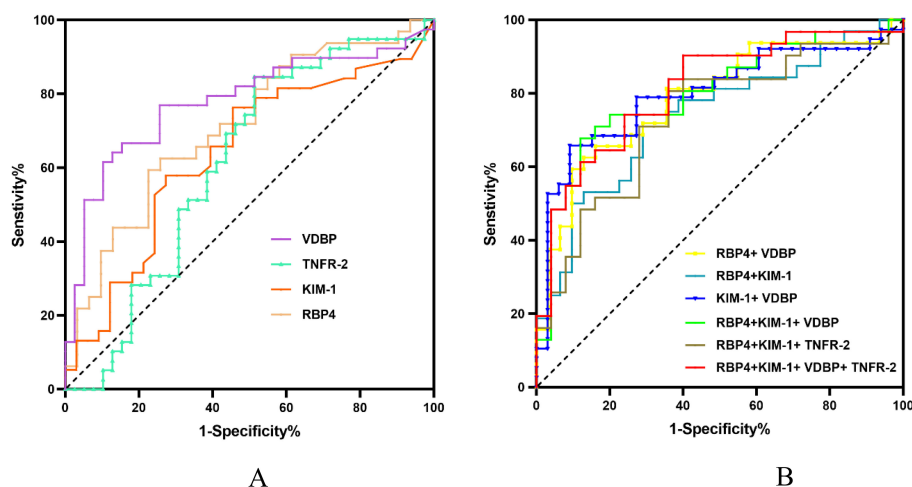 100
80
60
40
20
0
Senstivity%
0
20
40
60
80
100
1-Specificity%
VDBP
TNFR-2
KIM-1
RBP4
A
100
80
60
40
20
0
Sensitivity%
0
20
40
60
80
100
1-Specificity%
RBP4+ VDBP
RBP4+KIM-1
KIM-1+ VDBP
RBP4+KIM-1+ VDBP
RBP4+KIM-1+ TNFR-2
RBP4+KIM-1+ VDBP+ TNFR-2
B